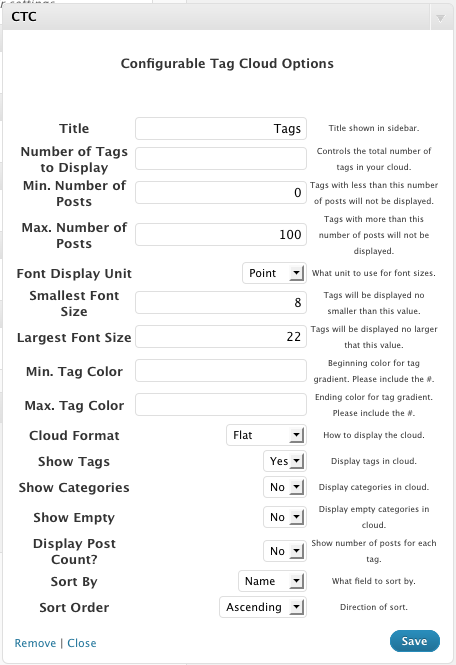 r settings
CTC
Configurable Tag Cloud Options
Title
Tags
Title shown in sidebar.
Number of Tags
to Display
Controls the total number of
tags in your cloud.
Min. Number of
Posts
0
Tags with less than this number
of posts will not be displayed.
Max. Number of
Posts
100
Tags with more than this
number of posts will not be
displayed.
Font Display Unit
Point
What unit to use for font sizes.
Smallest Font
Size
8
Tags will be displayed no
smaller than this value.
Largest Font Size
22
Tags will be displayed no larger
that this value.
Min. Tag Color
Beginning color for tag
gradient. Please include the #.
Max. Tag Color
Ending color for tag gradient.
Please include the #.
Cloud Format
Flat
How to display the cloud.
Show Tags
Yes
Display tags in cloud.
Show Categories
No
Display categories in cloud.
Show Empty
No
Display empty categories in
cloud.
Display Post
Count?
No
Show number of posts for each
tag.
Sort By
Name
What field to sort by.
Sort Order
Ascending
Direction of sort.
Remove | Close
Save